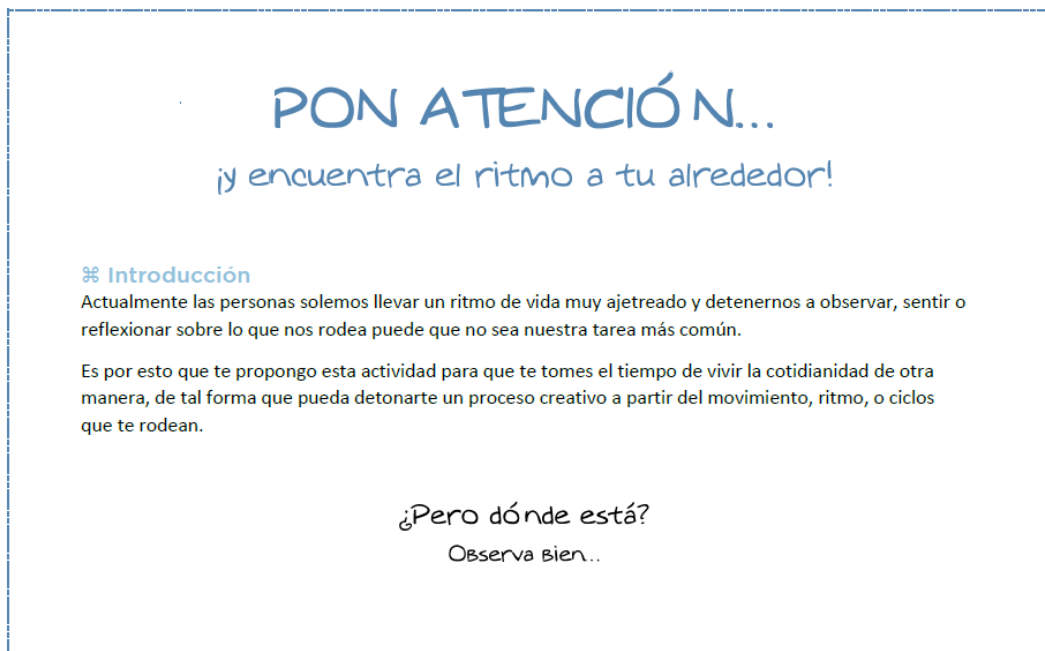 PON ATENCIÓN...
¡y encuentra el ritmo a tu alrededor!
⌘ Introducción
Actualmente las personas solemos llevar un ritmo de vida muy ajetreado y detenernos a observar, sentir o
reflexionar sobre lo que nos rodea puede que no sea nuestra tarea más común.
Es por esto que te propongo esta actividad para que te tomes el tiempo de vivir la cotidianidad de otra
manera, de tal forma que pueda detonarte un proceso creativo a partir del movimiento, ritmo, o ciclos
que te rodean.
¿Pero dónde está?
Observa bien...